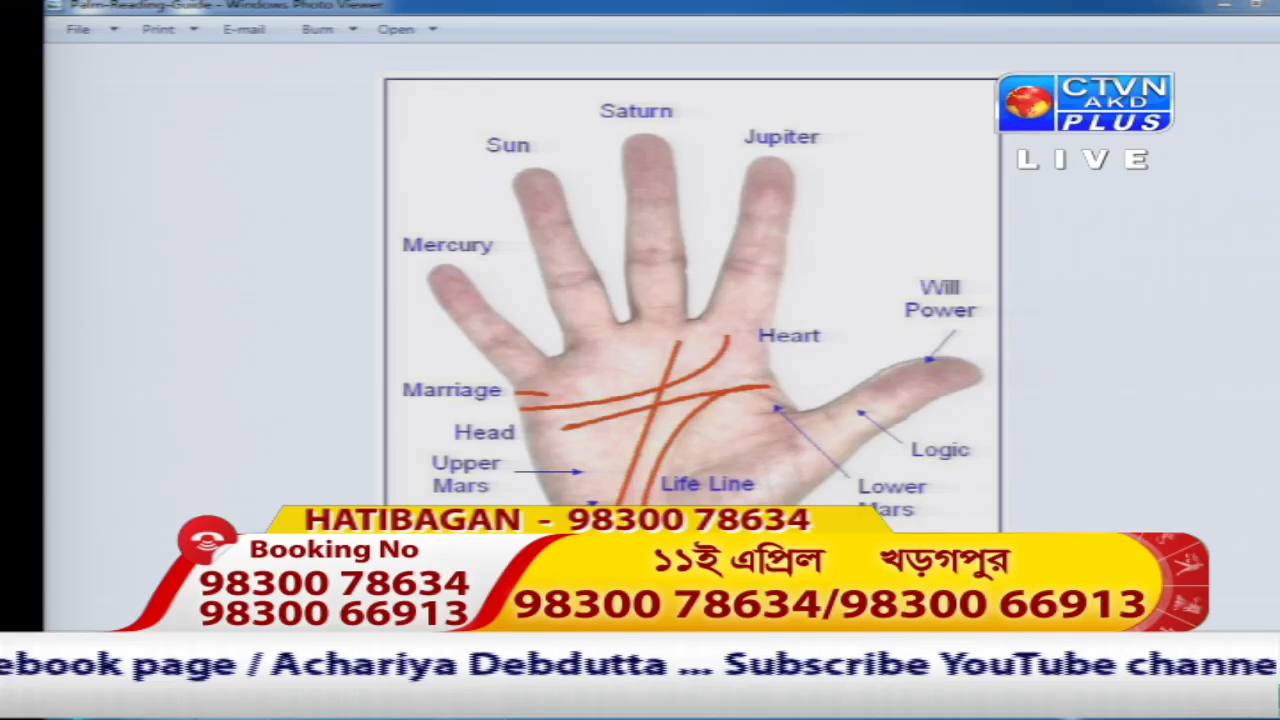 Palm-Reading-Guide - Windows Photo Viewer
File Print E-mail Burn Open
CTVN
AKD
PLUS
LIVE
Saturn
Sun
Jupiter
Mercury
Will
Power
Heart
Marriage
Head
Logic
Upper
Mars
Life Line
Lower
Mars
HATIBAGAN - 98300 78634
Booking No
98300 78634
98300 66913
১১ই এপ্রিল খড়গপুর
98300 78634/98300 66913
ebook page / Achariya Debdutta ... Subscribe YouTube channe